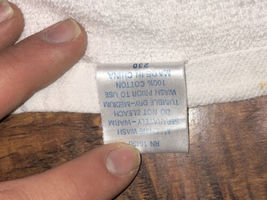 RN
MACHINE WASH
SEPARATELY-WARM
DO NOT BLEACH
TUMBLE DRY-MEDIUM
WASH PRIOR TO USE
100% COTTON
MADE IN CHINA